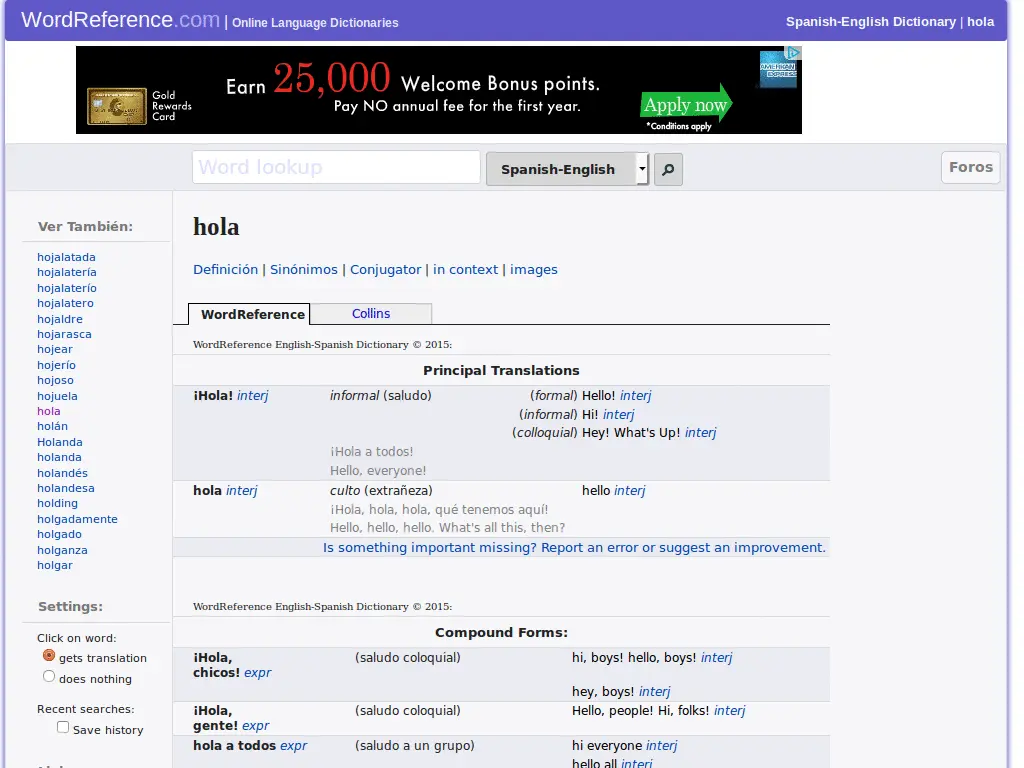 WordReference.com | Online Language Dictionaries
Spanish-English Dictionary | hola
Gold
Rewards
Card
Earn 25,000 Welcome Bonus points.
Pay NO annual fee for the first year.
Apply now
*Conditions apply
AMERICAN
EXPRESS
Word lookup
Spanish-English
Foros
Ver También:
hojalatada
hojalatería
hojalaterío
hojalatero
hojaldre
hojarasca
hojear
hojerío
hojoso
hojuela
hola
holán
Holanda
holanda
holandés
holandesa
holding
holgadamente
holgado
holganza
holgar
Settings:
Click on word:
gets translation
does nothing
Recent searches:
Save history
hola
Definición | Sinónimos | Conjugator | in context | images
WordReference
Collins
WordReference English-Spanish Dictionary © 2015:
Principal Translations
¡Hola! interj informal (saludo) (formal) Hello! interj
(informal) Hi! interj
(colloquial) Hey! What's Up! interj
¡Hola a todos!
Hello, everyone!
hola interj culto (extrañeza) hello interj
¡Hola, hola, hola, qué tenemos aquí!
Hello, hello, hello. What's all this, then?
Is something important missing? Report an error or suggest an improvement.
WordReference English-Spanish Dictionary © 2015:
Compound Forms:
¡Hola, (saludo coloquial) hi, boys! hello, boys! interj
chicos! expr
hey, boys! interj
¡Hola, (saludo coloquial) Hello, people! Hi, folks! interj
gente! expr
hola a todos expr (saludo a un grupo) hi everyone interj
hello all interj